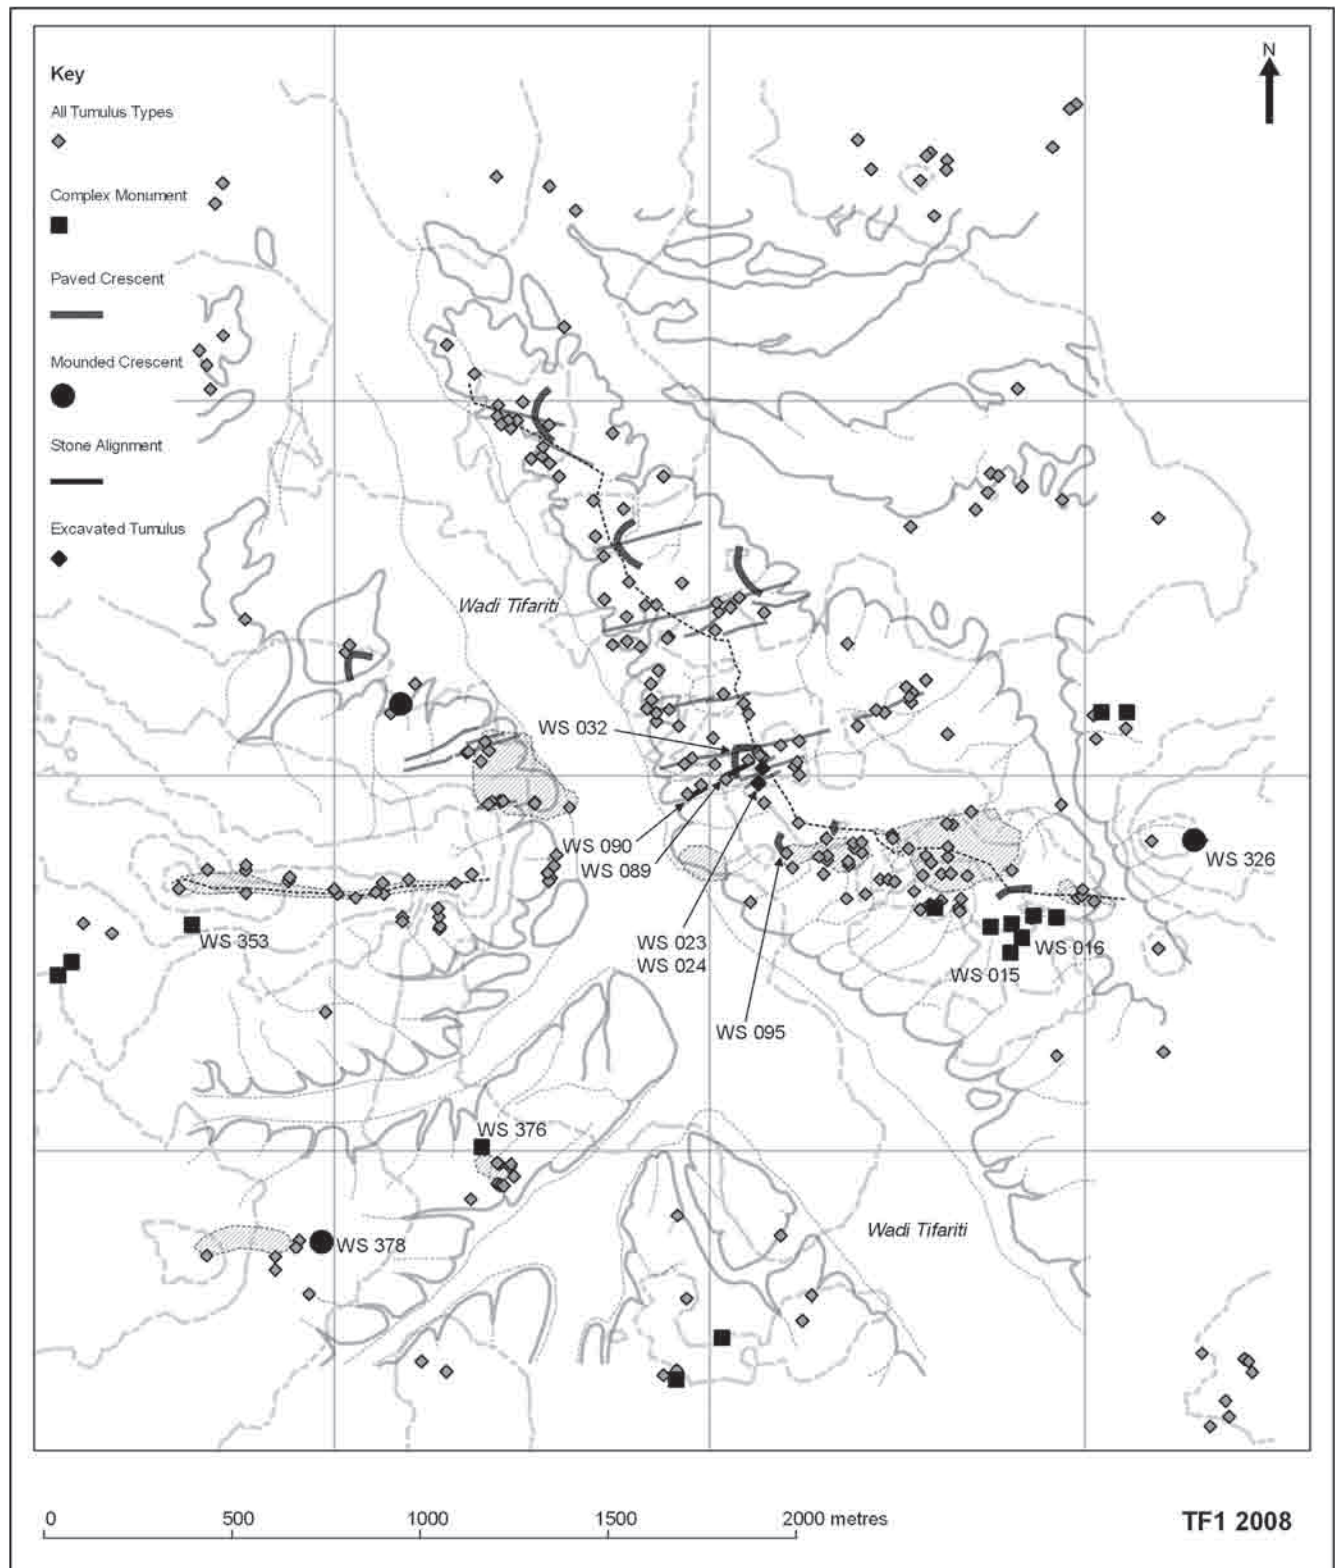 N
Key
All Tumulus Types
Complex Monument
Paved Crescent
Mounded Crescent
Stone Alignment
Excavated Tumulus
Wadi Tifariti
WS 032
WS 090
WS 089
WS 326
WS 353
WS 023
WS 024
WS 016
WS 015
WS 095
WS 376
Wadi Tifariti
WS 378
0 500 1000 1500 2000 metres
TF1 2008